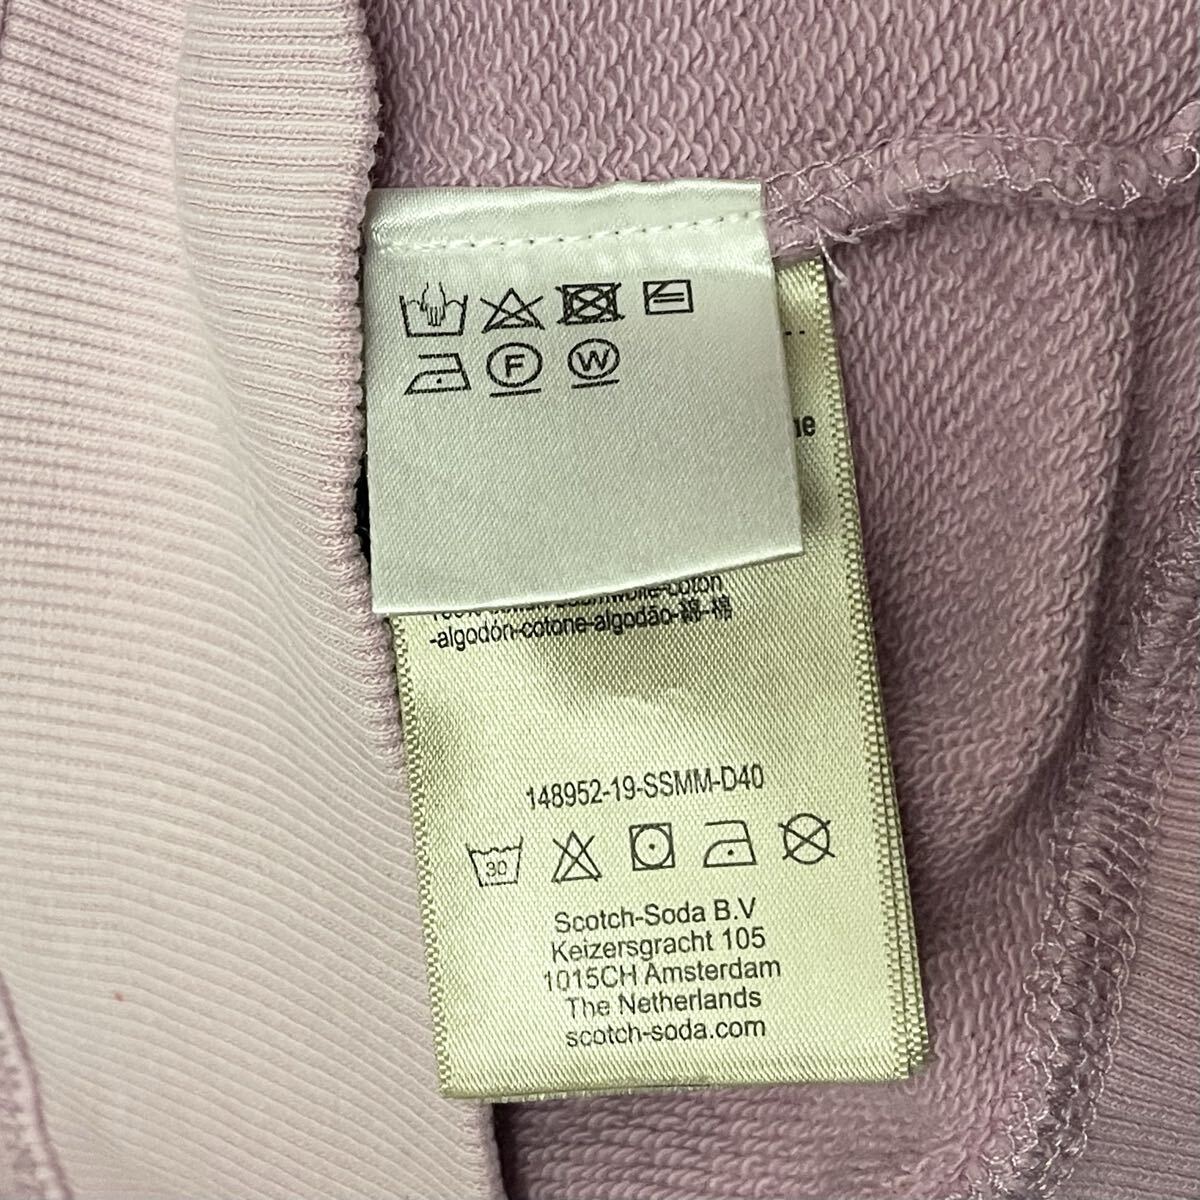 F W
-algodón-cotone-algodão-綿-棉
148952-19-SSMM-D40
30
Scotch-Soda B.V
Keizersgracht 105
1015CH Amsterdam
The Netherlands
scotch-soda.com